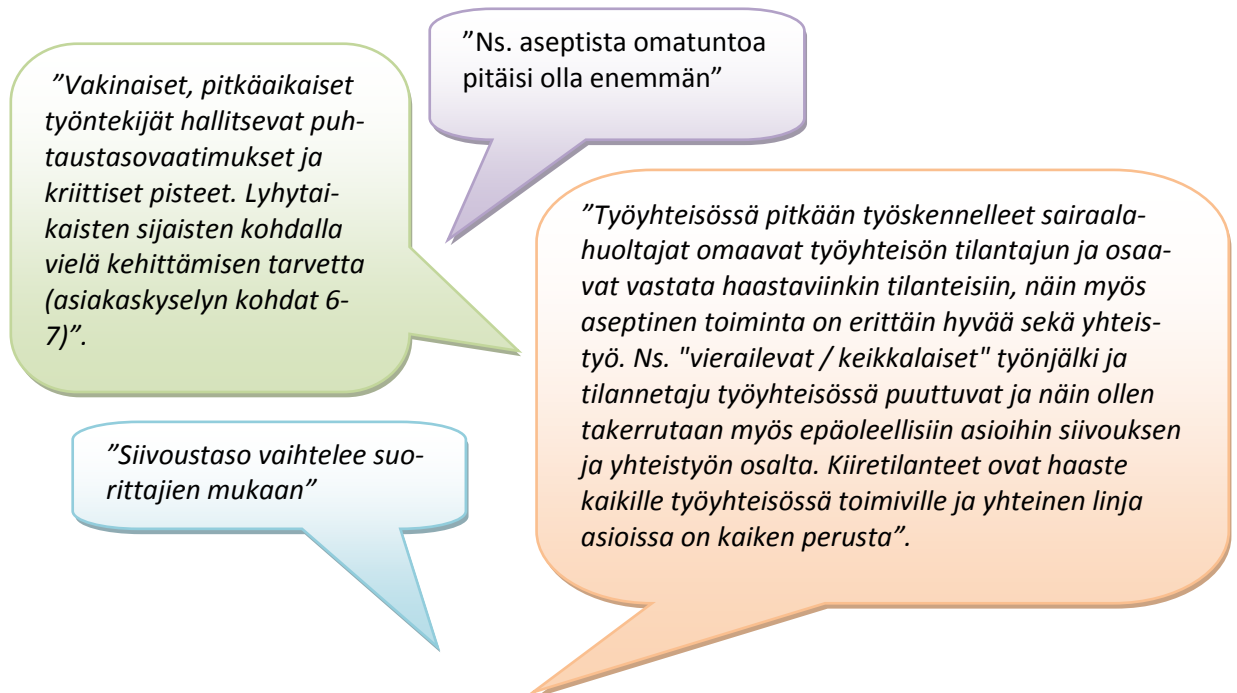 ”Ns. aseptista omatuntoa
pitäisi olla enemmän”
”Vakinaiset, pitkäaikaiset
työntekijät hallitsevat puh-
taustasovaatimukset ja
kriittiset pisteet. Lyhytai-
kaisten sijaisten kohdalla
vielä kehittämisen tarvetta
(asiakaskyselyn kohdat 6-
7)”.
”Työyhteisössä pitkään työskennelleet sairaala-
huoltajat omaavat työyhteisön tilantajun ja osaa-
vat vastata haastaviinkin tilanteisiin, näin myös
aseptinen toiminta on erittäin hyvää sekä yhteis-
työ. Ns. "vierailevat / keikkalaiset" työnjälki ja
tilannetaju työyhteisössä puuttuvat ja näin ollen
takerrutaan myös epäoleellisiin asioihin siivouksen
ja yhteistyön osalta. Kiiretilanteet ovat haaste
kaikille työyhteisössä toimiville ja yhteinen linja
asioissa on kaiken perusta”.
”Siivoustaso vaihtelee suo-
rittajien mukaan”